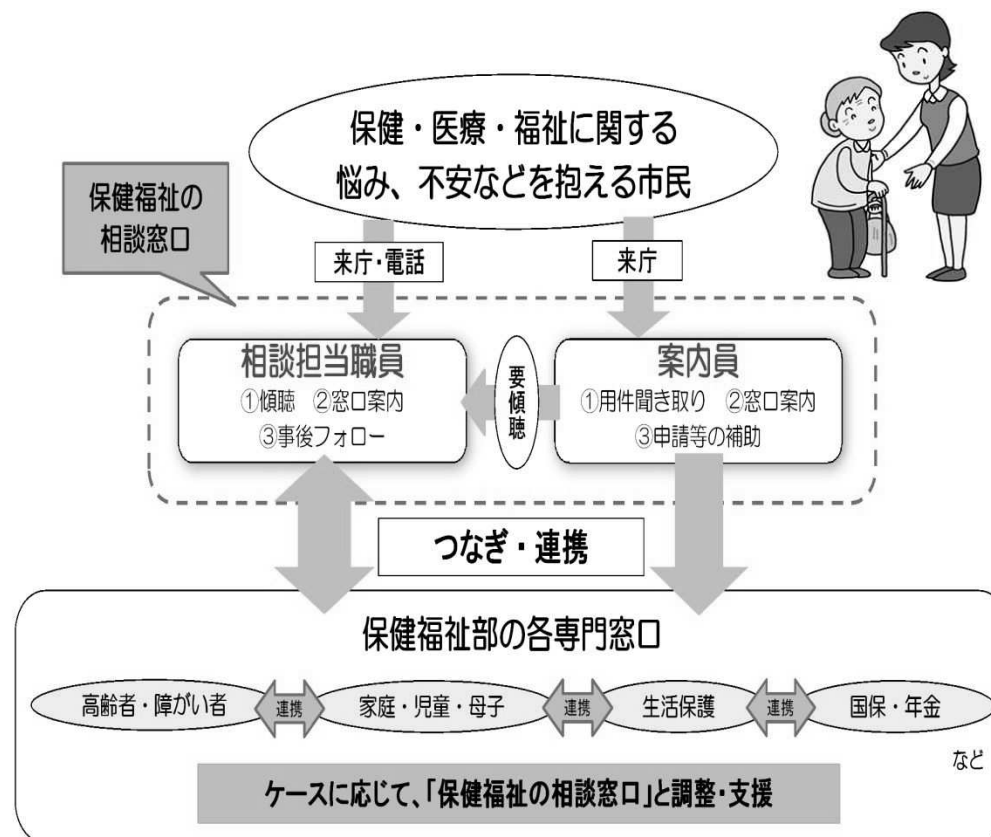 保健・医療・福祉に関する
悩み、不安などを抱える市民
保健福祉の
相談窓口
来庁・電話
来庁
相談担当職員
①傾聴 ②窓口案内
③事後フォロー
要傾聴
案内員
①用件聞き取り ②窓口案内
③申請等の補助
つなぎ・連携
保健福祉部の各専門窓口
高齢者・障がい者
連携
家庭・児童・母子
連携
生活保護
連携
国保・年金
など
ケースに応じて、「保健福祉の相談窓口」と調整・支援